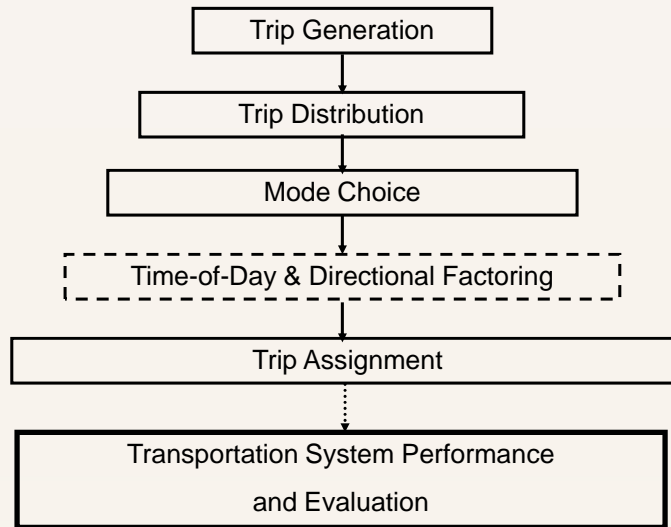 Trip Generation
Trip Distribution
Mode Choice
Time-of-Day & Directional Factoring
Trip Assignment
Transportation System Performance
and Evaluation